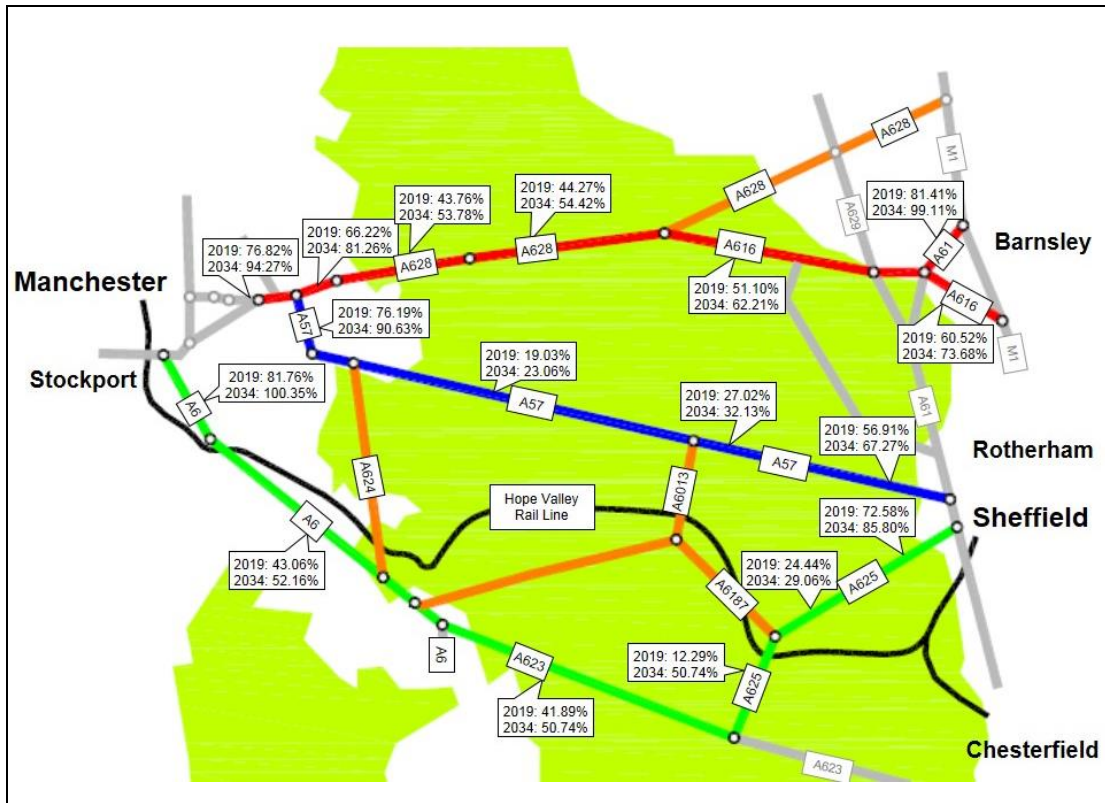 A628
M1
A628
A629
2019: 81.41%
2034: 99.11%
2019: 44.27%
2034: 54.42%
2019: 43.76%
2034: 53.78%
2019: 66.22%
2034: 81.26%
2019: 76.82%
2034: 94.27%
A628
A628
A616
A61
Barnsley
Manchester
2019: 51.10%
2034: 62.21%
A616
A57
2019: 76.19%
2034: 90.63%
2019: 60.52%
2034: 73.68%
M1
Stockport
2019: 81.76%
2034: 100.35%
A6
2019: 19.03%
2034: 23.06%
A57
2019: 27.02%
2034: 32.13%
A61
2019: 56.91%
2034: 67.27%
Rotherham
A57
A624
A6013
Hope Valley
Rail Line
2019: 72.58%
2034: 85.80%
Sheffield
A6
2019: 43.06%
2034: 52.16%
2019: 24.44%
2034: 29.06%
A625
A6187
A6
A623
2019: 12.29%
2034: 50.74%
A625
2019: 41.89%
2034: 50.74%
Chesterfield
A623